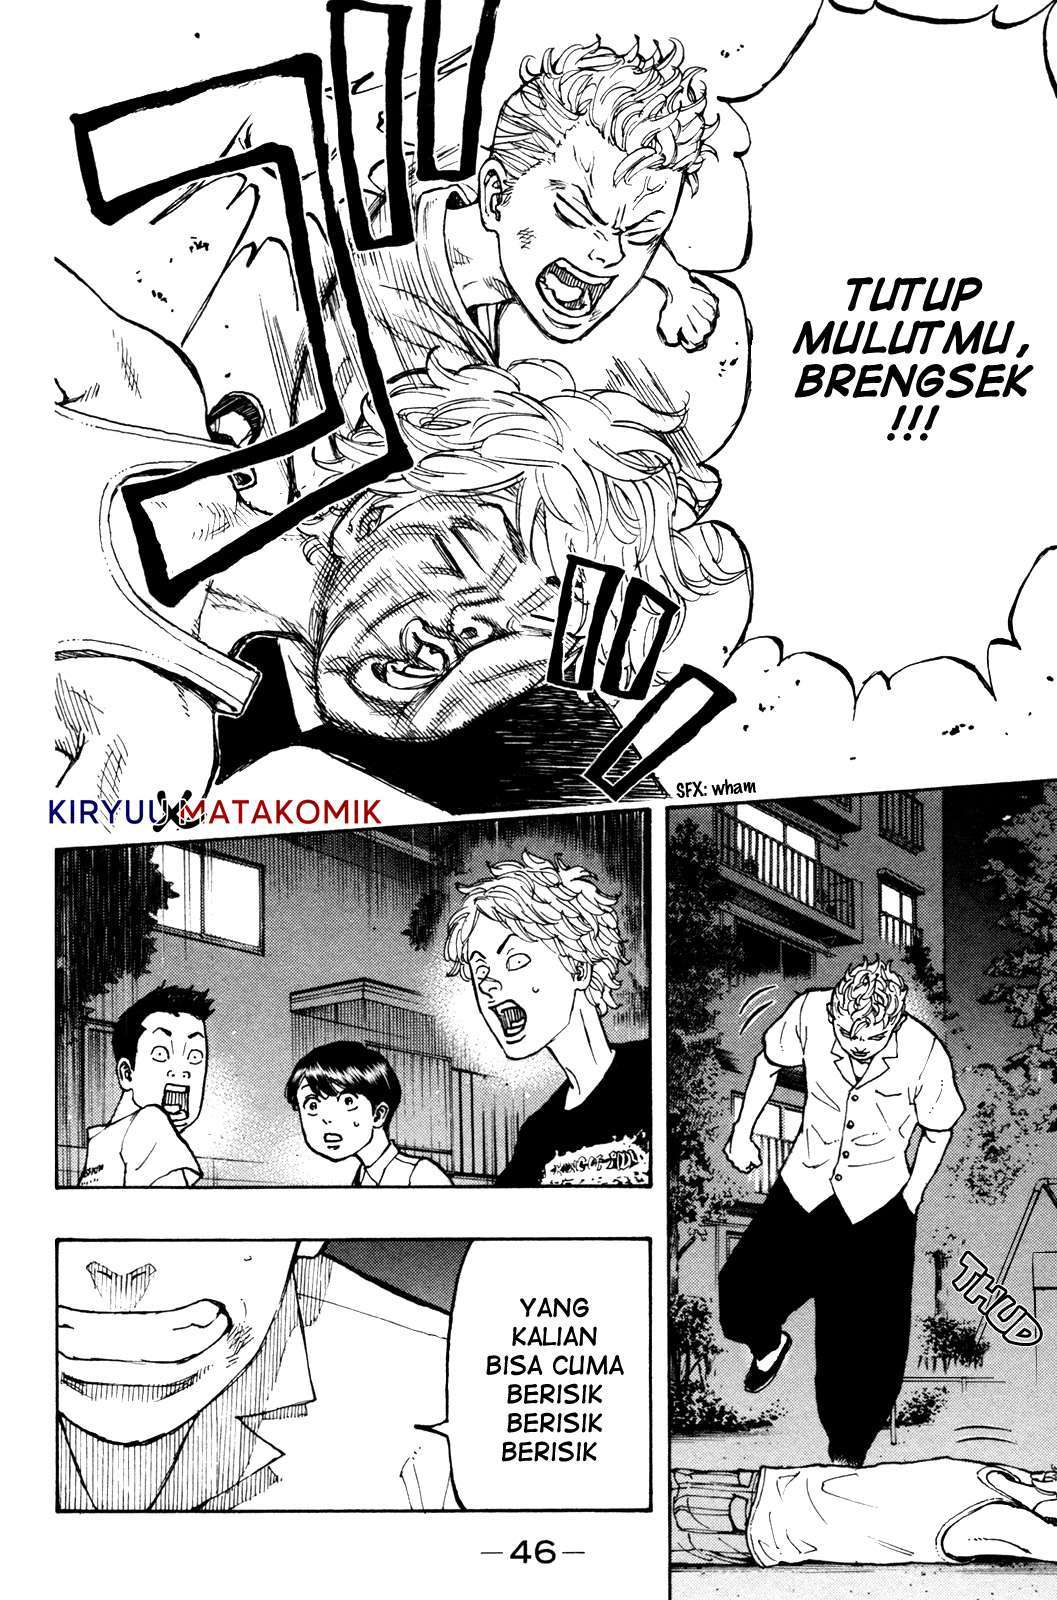 TUTUP
MULUTMU,
BRENGSEK
!!!
SFX: wham
KIRYUU X MATAKOMIK
THUD
YANG
KALIAN
BISA CUMA
BERISIK
BERISIK
BERISIK
—46—